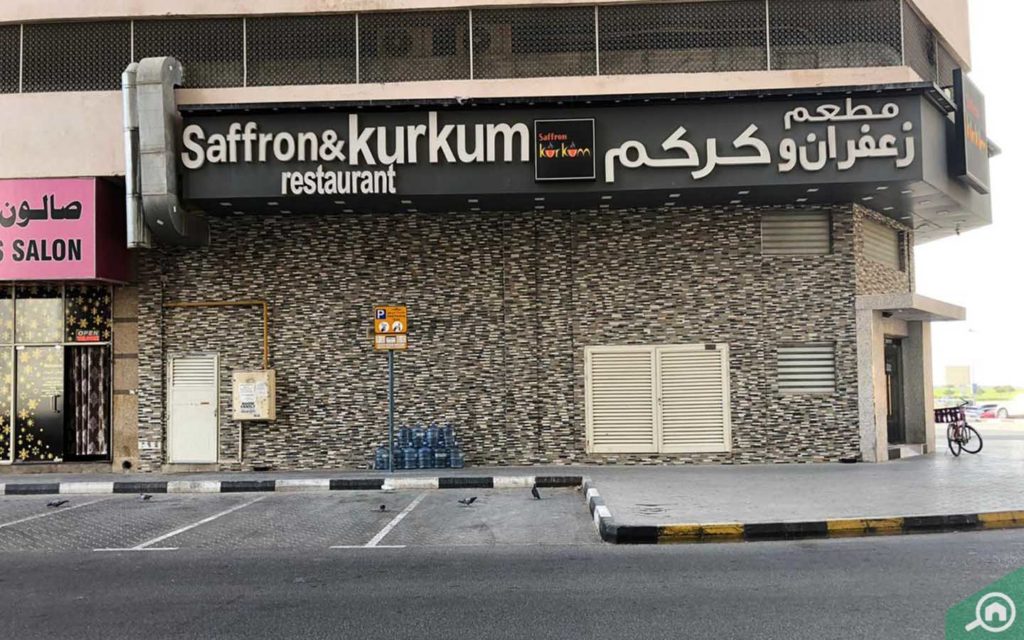 Saffron&kurkum
restaurant
Saffron
kurkum
مطعم
زعفران و كركم
صالون
S SALON
OPEN
P